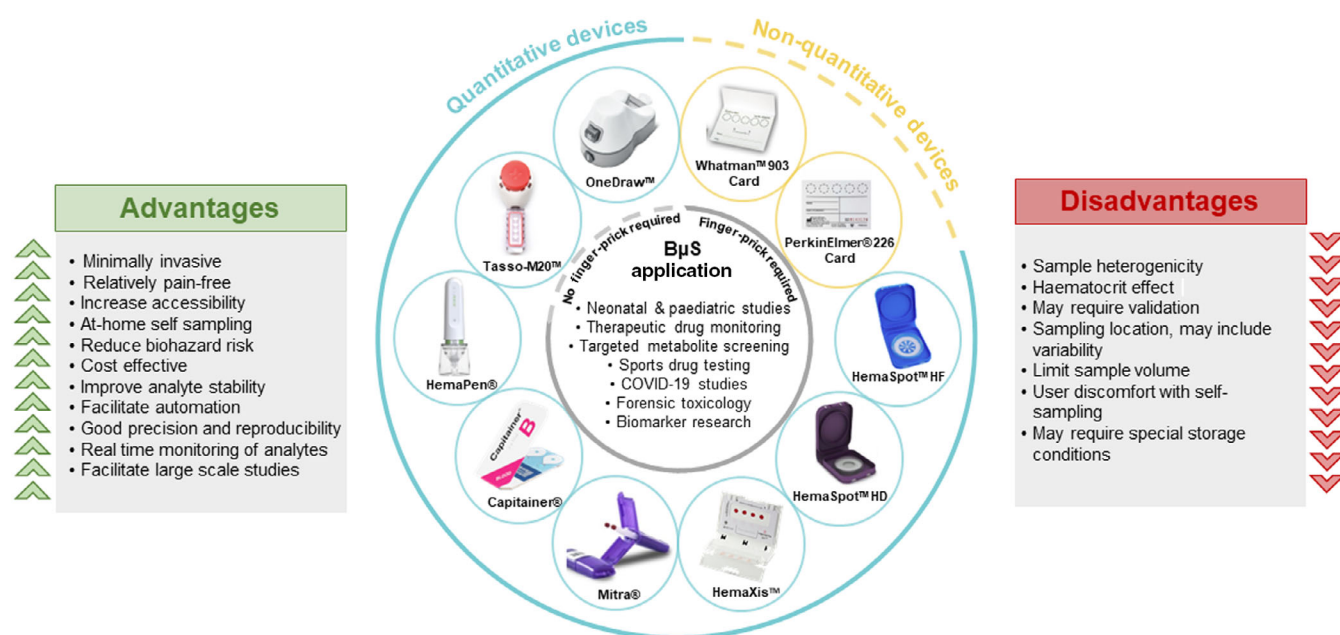 Quantitative devices
Non-quantitative devices
Advantages
• Minimally invasive
• Relatively pain-free
• Increase accessibility
• At-home self sampling
• Reduce biohazard risk
• Cost effective
• Improve analyte stability
• Facilitate automation
• Good precision and reproducibility
• Real time monitoring of analytes
• Facilitate large scale studies
OneDraw™
Whatman™ 903
Card
Tasso-M20™
PerkinElmer® 226
Card
HemaPen®
HemaSpot™ HF
Capitainer®
B
Capitainer®
HemaSpot™ HD
Mitra®
HemaXis™
No finger-prick required
Finger-prick required
BµS
application
• Neonatal & paediatric studies
• Therapeutic drug monitoring
• Targeted metabolite screening
• Sports drug testing
• COVID-19 studies
• Forensic toxicology
• Biomarker research
Disadvantages
• Sample heterogenicity
• Haematocrit effect
• May require validation
• Sampling location, may include
variability
• Limit sample volume
• User discomfort with self-
sampling
• May require special storage
conditions